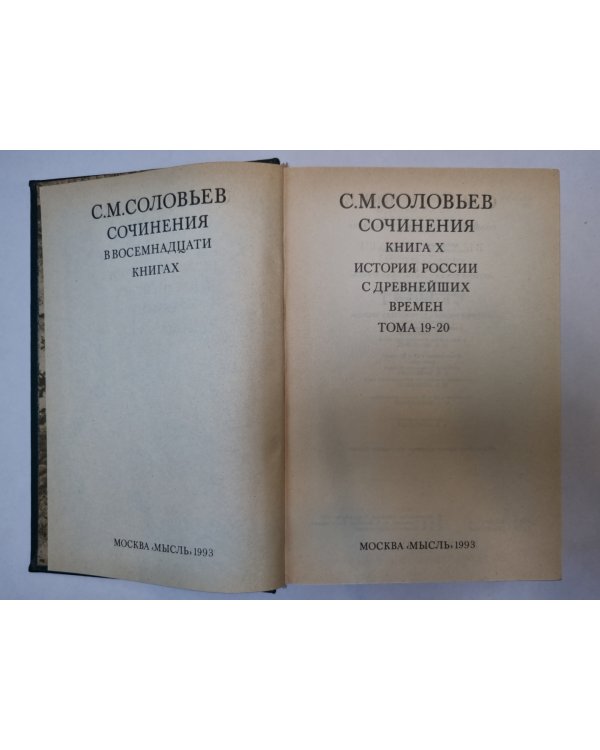 С.М.СОЛОВЬЕВ
СОЧИНЕНИЯ
В ВОСЕМНАДЦАТИ
КНИГАХ
МОСКВА «МЫСЛЬ» 1993
С.М.СОЛОВЬЕВ
СОЧИНЕНИЯ
КНИГА X
ИСТОРИЯ РОССИИ
С ДРЕВНЕЙШИХ
ВРЕМЕН
ТОМА 19-20
МОСКВА «МЫСЛЬ» 1993